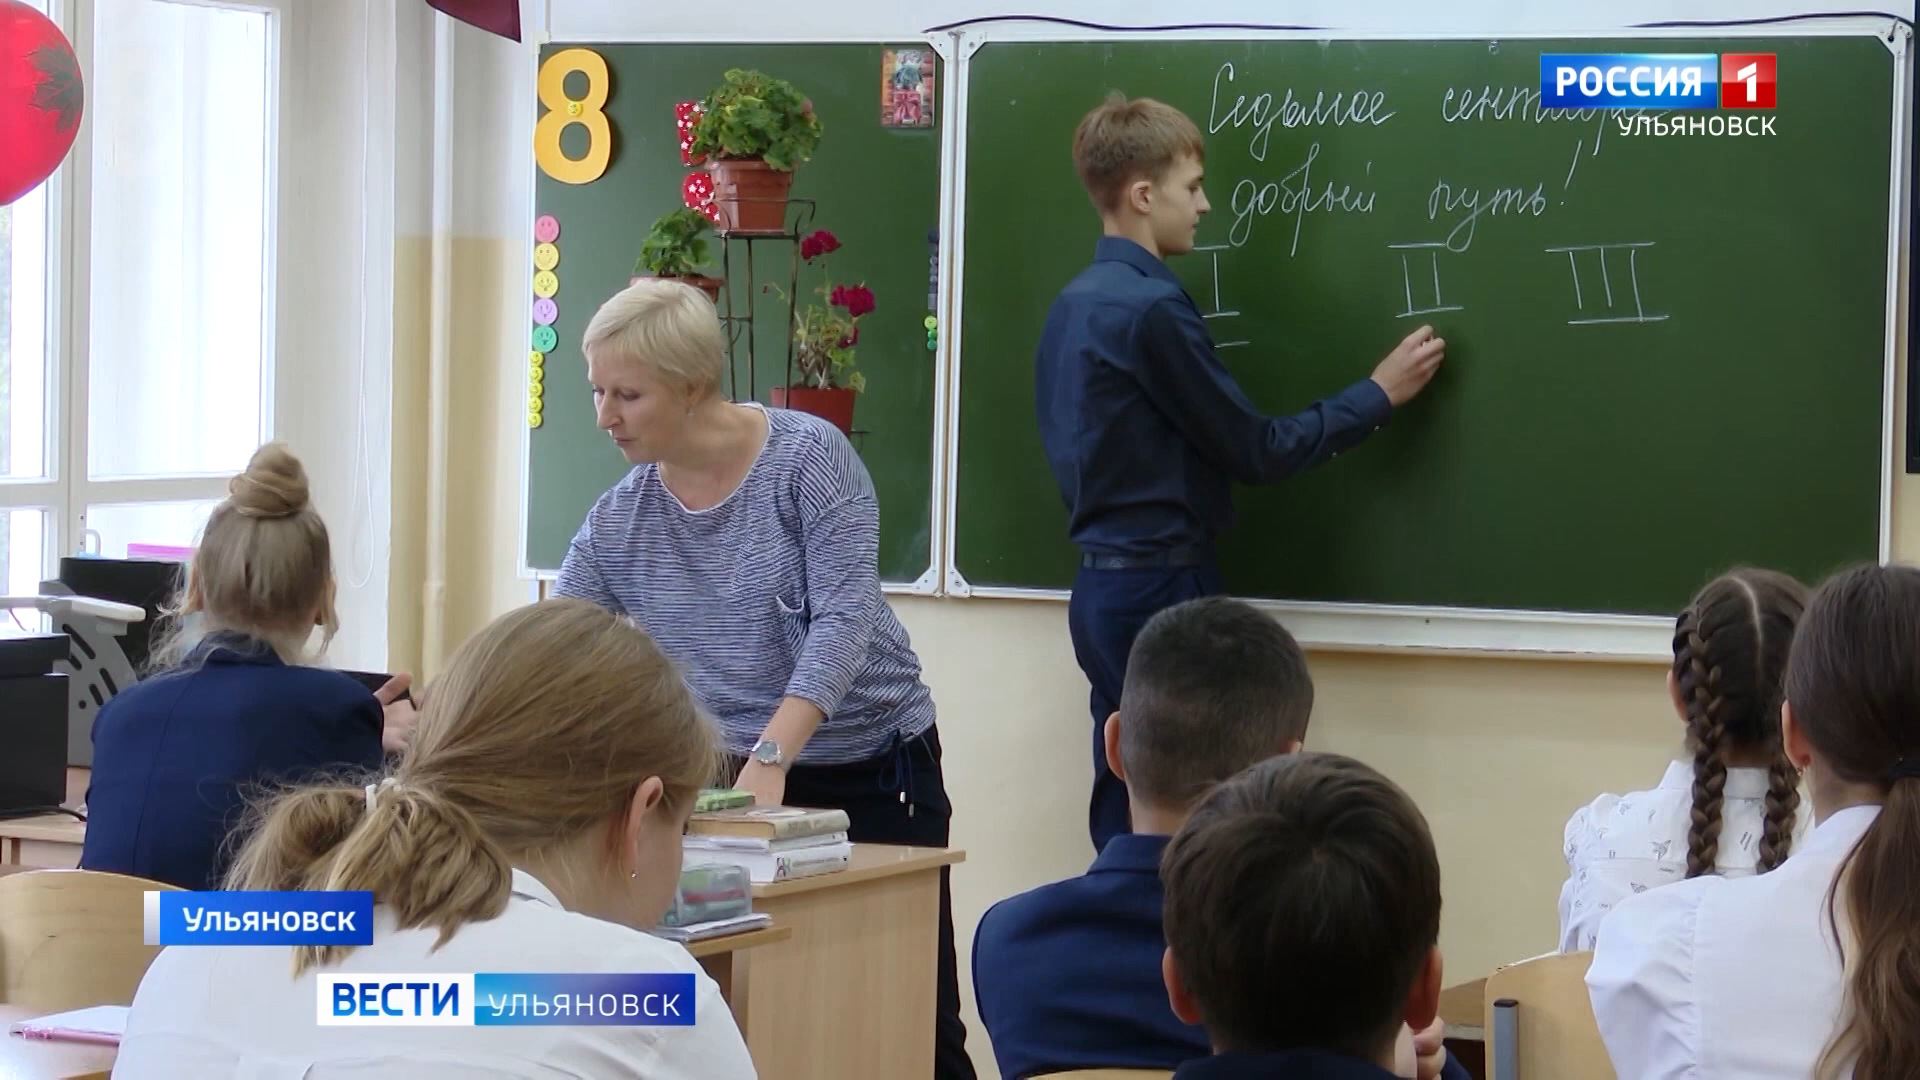 8
РОССИЯ 1
УЛЬЯНОВСК
Седьмое сентября
добрый путь!
I II III
Ульяновск
ВЕСТИ УЛЬЯНОВСК